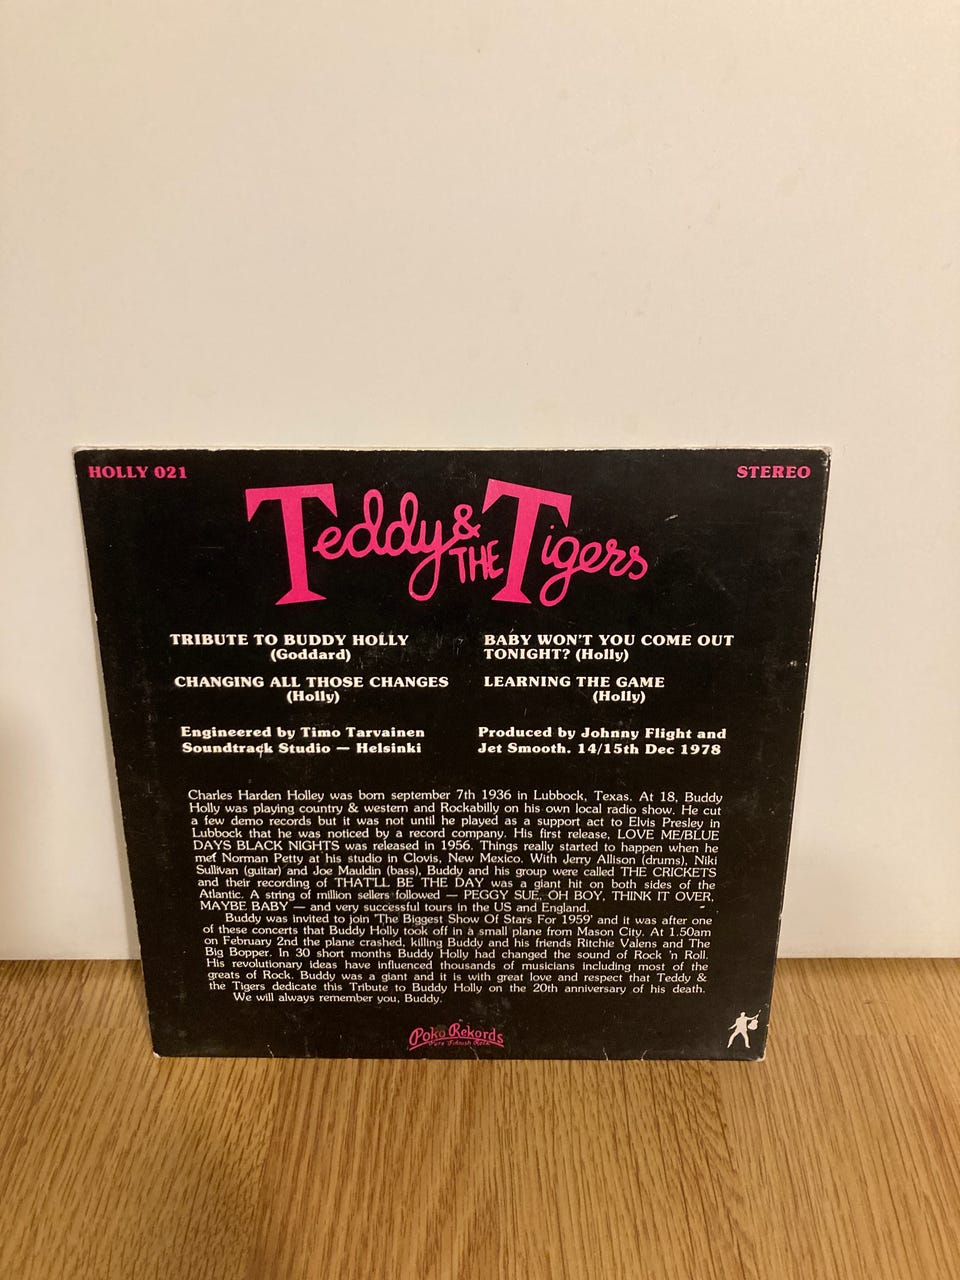 HOLLY 021
STEREO
Teddy & THE Tigers
TRIBUTE TO BUDDY HOLLY
(Goddard)
CHANGING ALL THOSE CHANGES
(Holly)
BABY WON'T YOU COME OUT
TONIGHT? (Holly)
LEARNING THE GAME
(Holly)
Engineered by Timo Tarvainen
Soundtrack Studio — Helsinki
Produced by Johnny Flight and
Jet Smooth. 14/15th Dec 1978
Charles Harden Holley was born september 7th 1936 in Lubbock, Texas. At 18, Buddy
Holly was playing country & western and Rockabilly on his own local radio show. He cut
a few demo records but it was not until he played as a support act to Elvis Presley in
Lubbock that he was noticed by a record company. His first release, LOVE ME/BLUE
DAYS BLACK NIGHTS was released in 1956. Things really started to happen when he
met Norman Petty at his studio in Clovis, New Mexico. With Jerry Allison (drums), Niki
Sullivan (guitar) and Joe Mauldin (bass), Buddy and his group were called THE CRICKETS
and their recording of THAT'LL BE THE DAY was a giant hit on both sides of the
Atlantic. A string of million sellers followed — PEGGY SUE, OH BOY, THINK IT OVER,
MAYBE BABY — and very successful tours in the US and England.
Buddy was invited to join 'The Biggest Show Of Stars For 1959' and it was after one
of these concerts that Buddy Holly took off in a small plane from Mason City. At 1.50am
on February 2nd the plane crashed, killing Buddy and his friends Ritchie Valens and The
Big Bopper. In 30 short months Buddy Holly had changed the sound of Rock 'n Roll.
His revolutionary ideas have influenced thousands of musicians including most of the
greats of Rock. Buddy was a giant and it is with great love and respect that Teddy &
the Tigers dedicate this Tribute to Buddy Holly on the 20th anniversary of his death.
We will always remember you, Buddy.
Poko Rekords
Pure Finnish Rock